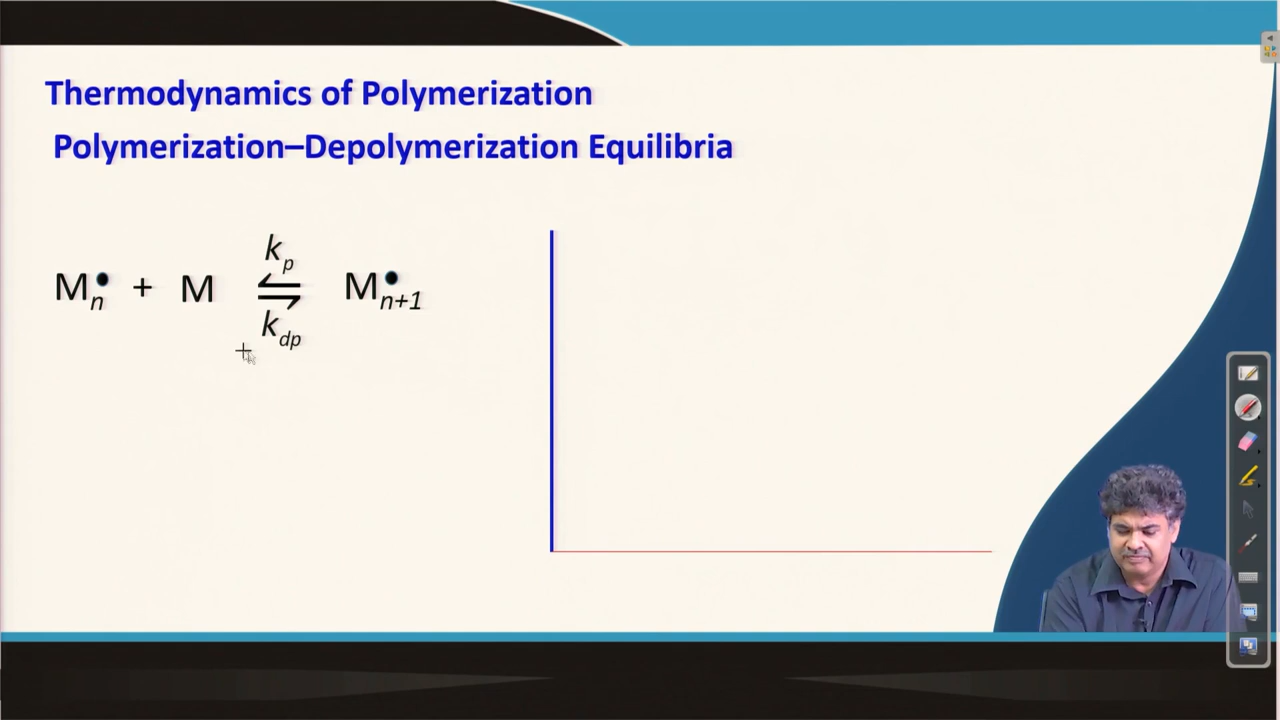 Thermodynamics of Polymerization
Polymerization–Depolymerization Equilibria
kp
Mn• + M ⇌ Mn+1•
kdp